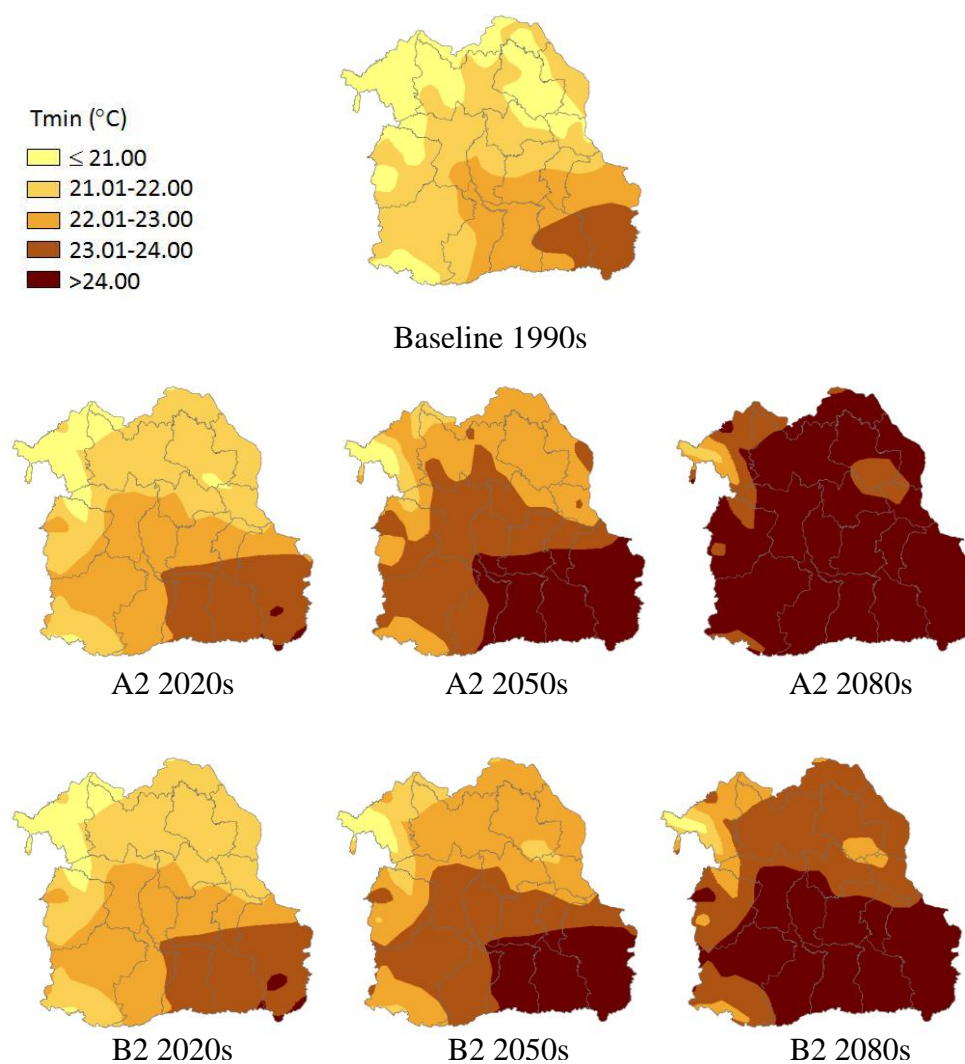 Tmin (°C)
≤ 21.00
21.01-22.00
22.01-23.00
23.01-24.00
>24.00
Baseline 1990s
A2 2020s
A2 2050s
A2 2080s
B2 2020s
B2 2050s
B2 2080s